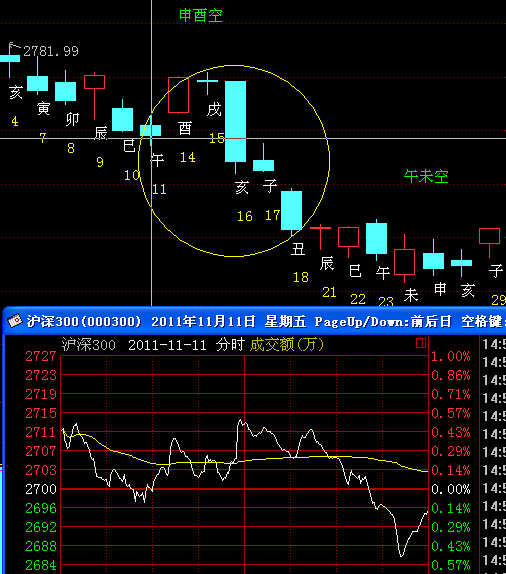 申酉空
2781.99
亥 寅 卯 辰 巳 午 酉 戌 亥 子 丑 辰 巳 午 未 申 亥 子
4 7 8 9 10 11 14 15 16 17 18 21 22 23 29
午未空
沪深300(000300) 2011年11月11日 星期五 PageUp/Down:前后日 空格键:
沪深300 2011-11-11 分时 成交额(万)
2727 1.00% 14:5
2723 0.86% 14:5
2719 0.71% 14:5
2715 0.57% 14:5
2711 0.43% 14:5
2707 0.28% 14:5
2703 0.14% 14:5
2700 0.00% 14:5
2696 0.14% 14:5
2692 0.29% 14:5
2688 0.43% 14:5
2684 0.57% 14:5